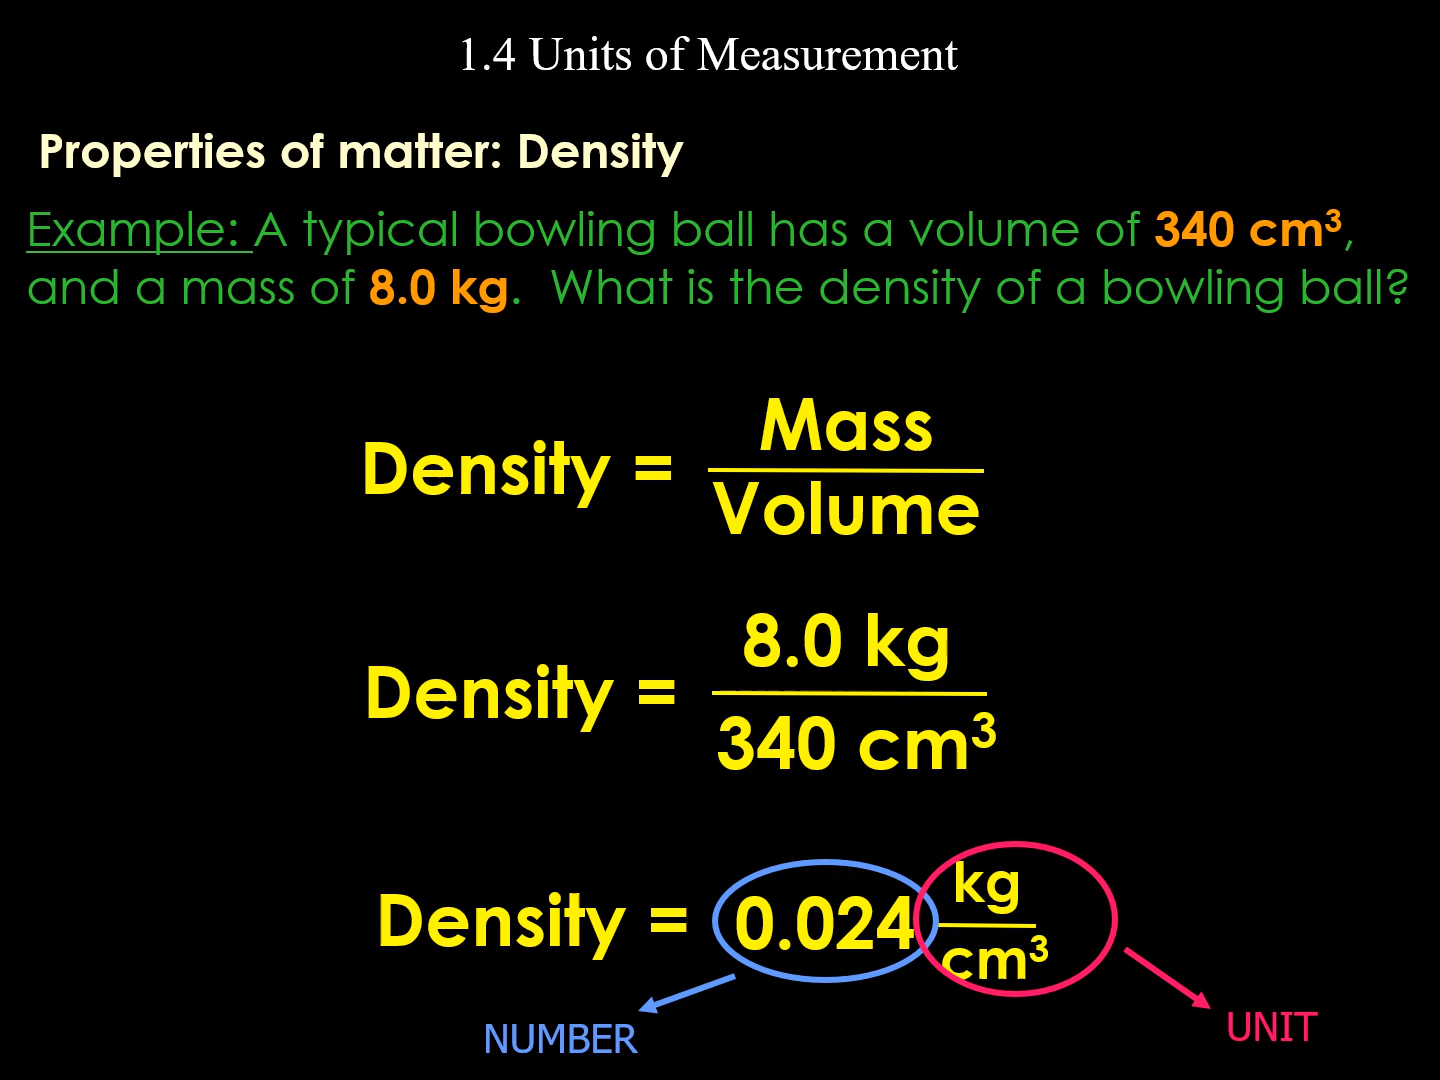 1.4 Units of Measurement
Properties of matter: Density
Example: A typical bowling ball has a volume of 340 cm³,
and a mass of 8.0 kg. What is the density of a bowling ball?
Mass
Density =
Volume
8.0 kg
Density =
340 cm³
kg
Density = 0.024
cm³
NUMBER
UNIT